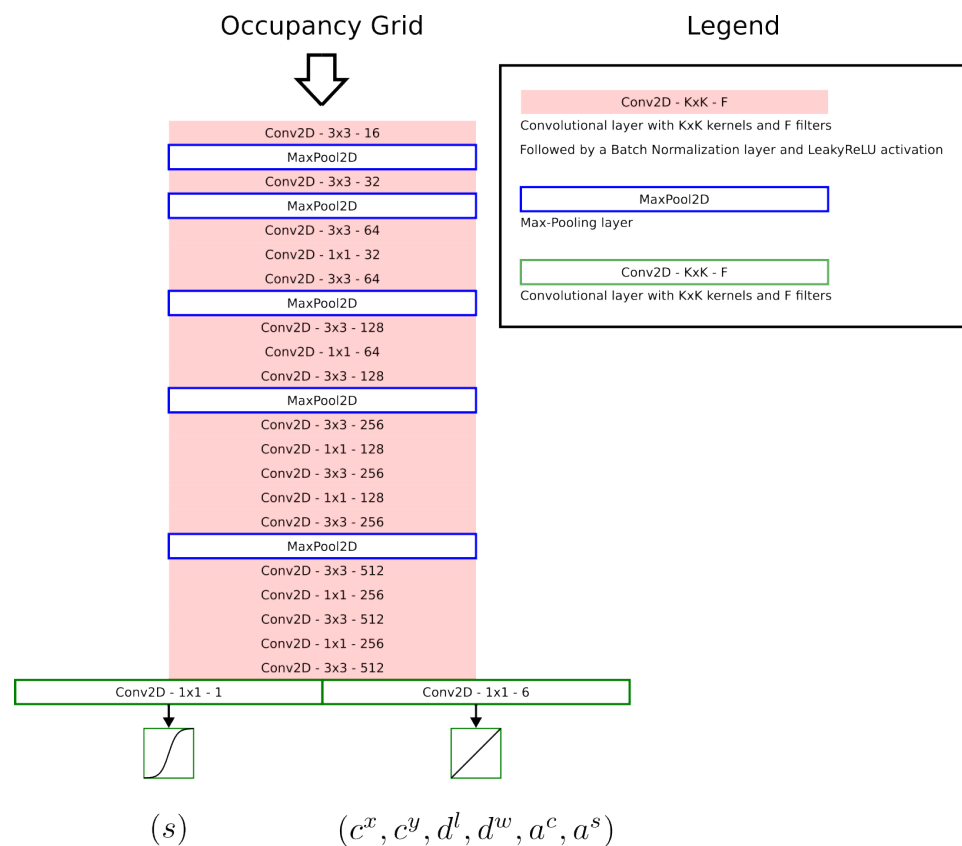 Occupancy Grid
Conv2D - 3x3 - 16
MaxPool2D
Conv2D - 3x3 - 32
MaxPool2D
Conv2D - 3x3 - 64
Conv2D - 1x1 - 32
Conv2D - 3x3 - 64
MaxPool2D
Conv2D - 3x3 - 128
Conv2D - 1x1 - 64
Conv2D - 3x3 - 128
MaxPool2D
Conv2D - 3x3 - 256
Conv2D - 1x1 - 128
Conv2D - 3x3 - 256
Conv2D - 1x1 - 128
Conv2D - 3x3 - 256
MaxPool2D
Conv2D - 3x3 - 512
Conv2D - 1x1 - 256
Conv2D - 3x3 - 512
Conv2D - 1x1 - 256
Conv2D - 3x3 - 512
Conv2D - 1x1 - 1
Conv2D - 1x1 - 6
(s)
(c^x, c^y, d^l, d^w, a^c, a^s)
Legend
Conv2D - KxK - F
Convolutional layer with KxK kernels and F filters
Followed by a Batch Normalization layer and LeakyReLU activation
MaxPool2D
Max-Pooling layer
Conv2D - KxK - F
Convolutional layer with KxK kernels and F filters